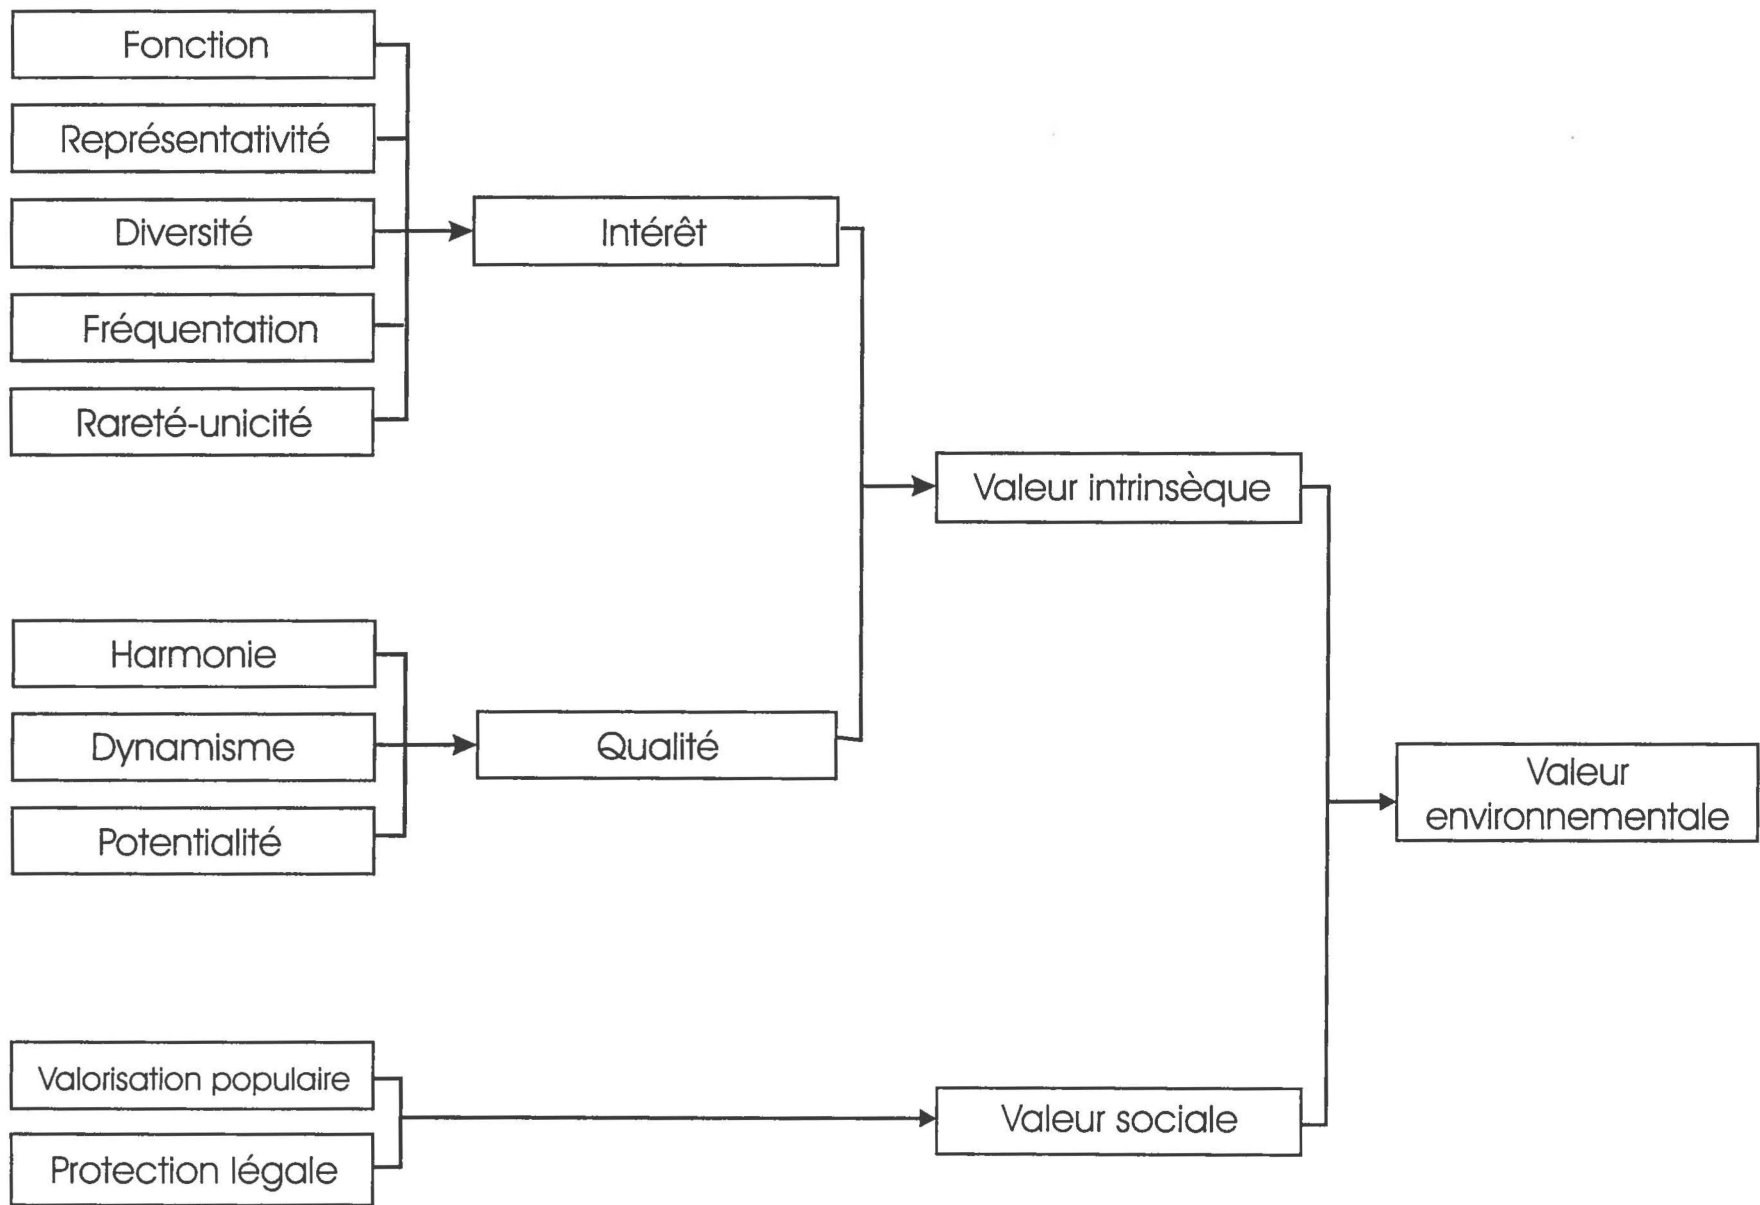 Fonction
Représentativité
Diversité
Fréquentation
Rareté-unicité
Intérêt
Harmonie
Dynamisme
Potentialité
Qualité
Valeur intrinsèque
Valorisation populaire
Protection légale
Valeur sociale
Valeur
environnementale